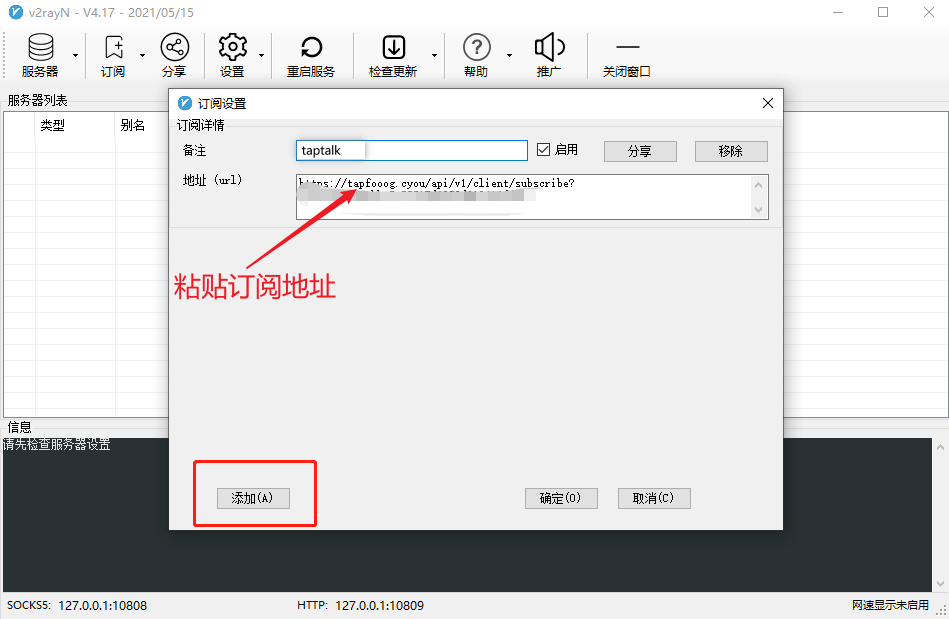 v2rayN - V4.17 - 2021/05/15
服务器 订阅 分享 设置 重启服务 检查更新 帮助 推广 关闭窗口
服务器列表
类型 别名
订阅设置
订阅详情
备注 taptalk 启用 分享 移除
地址（url） https://tapfooog.cyou/api/v1/client/subscribe?
粘贴订阅地址
信息
请先检查服务器设置
添加(A) 确定(O) 取消(C)
SOCKS5: 127.0.0.1:10808 HTTP: 127.0.0.1:10809 网速显示未启用